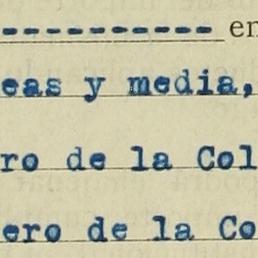 --------------- en
eas y media,
ro de la Col
ero de la Co